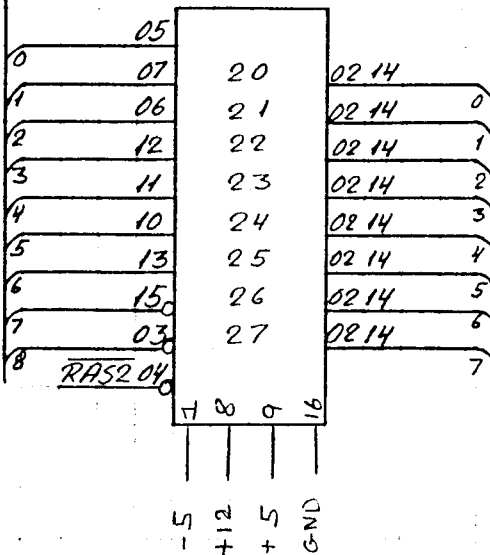 05
0 07 20 02 14 0
1 06 21 02 14 1
2 12 22 02 14 2
3 11 23 02 14 3
4 10 24 02 14 4
5 13 25 02 14 5
6 15 26 02 14 6
7 03 27 02 14 7
8 RAS2 04
1 8 9 16
-5 +12 +5 GND